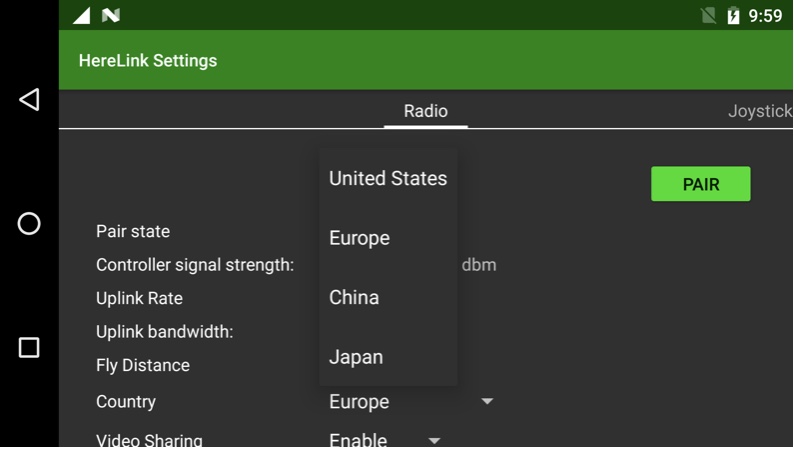 9:59
HereLink Settings
Radio
Joystick
United States
PAIR
Europe
Pair state
Controller signal strength:
dbm
China
Uplink Rate
Uplink bandwidth:
Japan
Fly Distance
Country
Europe
Video Sharing
Enable